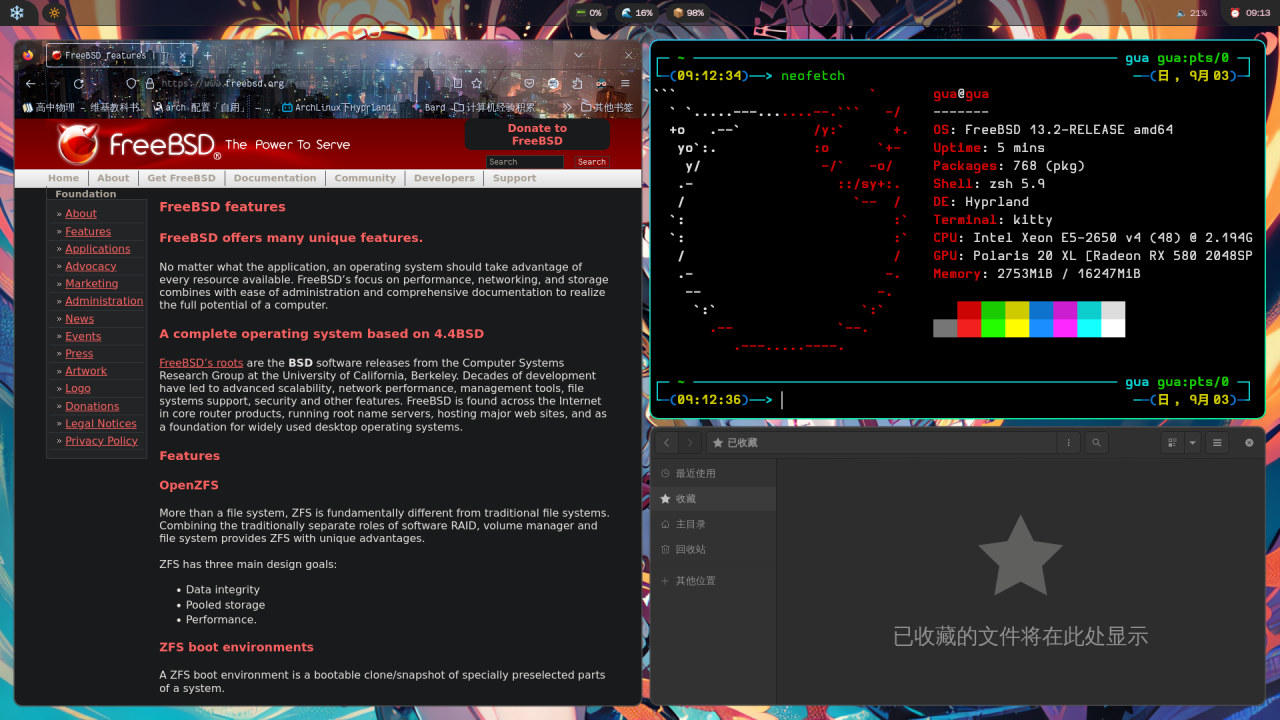 0% 16% 98% 21% 09:13
FreeBSD features | Th
https://www.freebsd.org/features
高中物理 - 维基教科书… arch-配置「自用」 - … ArchLinux下Hyprland… Bard 计算机经验积累 其他书签
FreeBSD® The Power To Serve
Donate to
FreeBSD
Search Search
Home About Get FreeBSD Documentation Community Developers Support
Foundation
» About
» Features
» Applications
» Advocacy
» Marketing
» Administration
» News
» Events
» Press
» Artwork
» Logo
» Donations
» Legal Notices
» Privacy Policy
FreeBSD features
FreeBSD offers many unique features.
No matter what the application, an operating system should take advantage of
every resource available. FreeBSD's focus on performance, networking, and storage
combines with ease of administration and comprehensive documentation to realize
the full potential of a computer.
A complete operating system based on 4.4BSD
FreeBSD's roots are the BSD software releases from the Computer Systems
Research Group at the University of California, Berkeley. Decades of development
have led to advanced scalability, network performance, management tools, file
systems support, security and other features. FreeBSD is found across the Internet
in core router products, running root name servers, hosting major web sites, and as
a foundation for widely used desktop operating systems.
Features
OpenZFS
More than a file system, ZFS is fundamentally different from traditional file systems.
Combining the traditionally separate roles of software RAID, volume manager and
file system provides ZFS with unique advantages.
ZFS has three main design goals:
• Data integrity
• Pooled storage
• Performance.
ZFS boot environments
A ZFS boot environment is a bootable clone/snapshot of specially preselected parts
of a system.
~ gua gua:pts/0
(09:12:34)──> neofetch ─(日, 9月03)─
gua@gua
-------
OS: FreeBSD 13.2-RELEASE amd64
Uptime: 5 mins
Packages: 768 (pkg)
Shell: zsh 5.9
DE: Hyprland
Terminal: kitty
CPU: Intel Xeon E5-2650 v4 (48) @ 2.194G
GPU: Polaris 20 XL [Radeon RX 580 2048SP
Memory: 2753MiB / 16247MiB
~ gua gua:pts/0
(09:12:36)──> ─(日, 9月03)─
已收藏
最近使用
收藏
主目录
回收站
其他位置
已收藏的文件将在此处显示